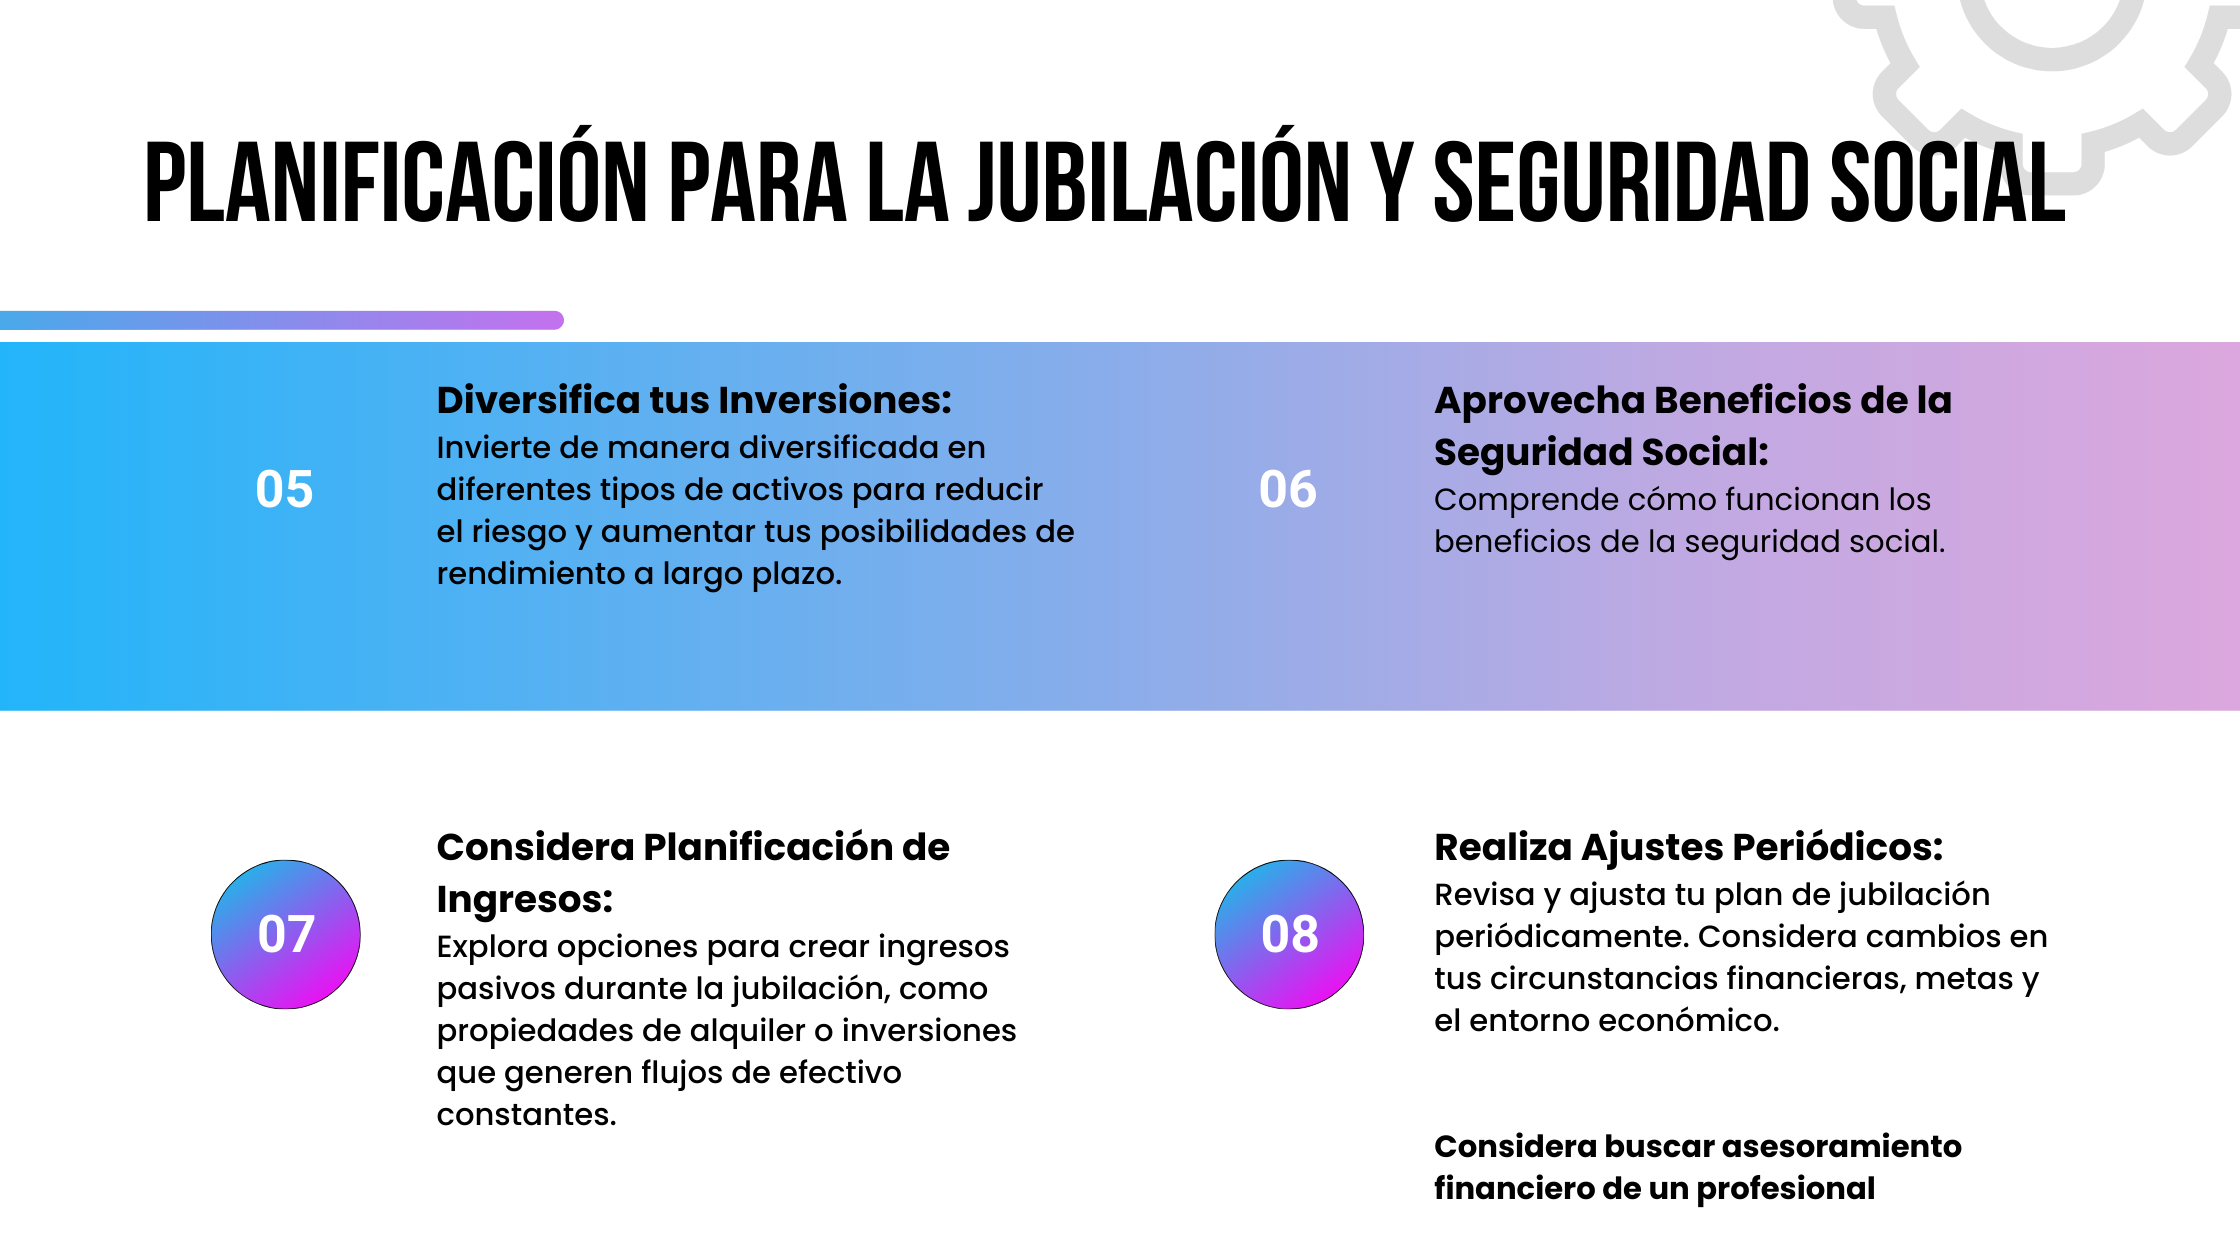 PLANIFICACIÓN PARA LA JUBILACIÓN Y SEGURIDAD SOCIAL
05
Diversifica tus Inversiones:
Invierte de manera diversificada en
diferentes tipos de activos para reducir
el riesgo y aumentar tus posibilidades de
rendimiento a largo plazo.
06
Aprovecha Beneficios de la
Seguridad Social:
Comprende cómo funcionan los
beneficios de la seguridad social.
07
Considera Planificación de
Ingresos:
Explora opciones para crear ingresos
pasivos durante la jubilación, como
propiedades de alquiler o inversiones
que generen flujos de efectivo
constantes.
08
Realiza Ajustes Periódicos:
Revisa y ajusta tu plan de jubilación
periódicamente. Considera cambios en
tus circunstancias financieras, metas y
el entorno económico.
Considera buscar asesoramiento
financiero de un profesional